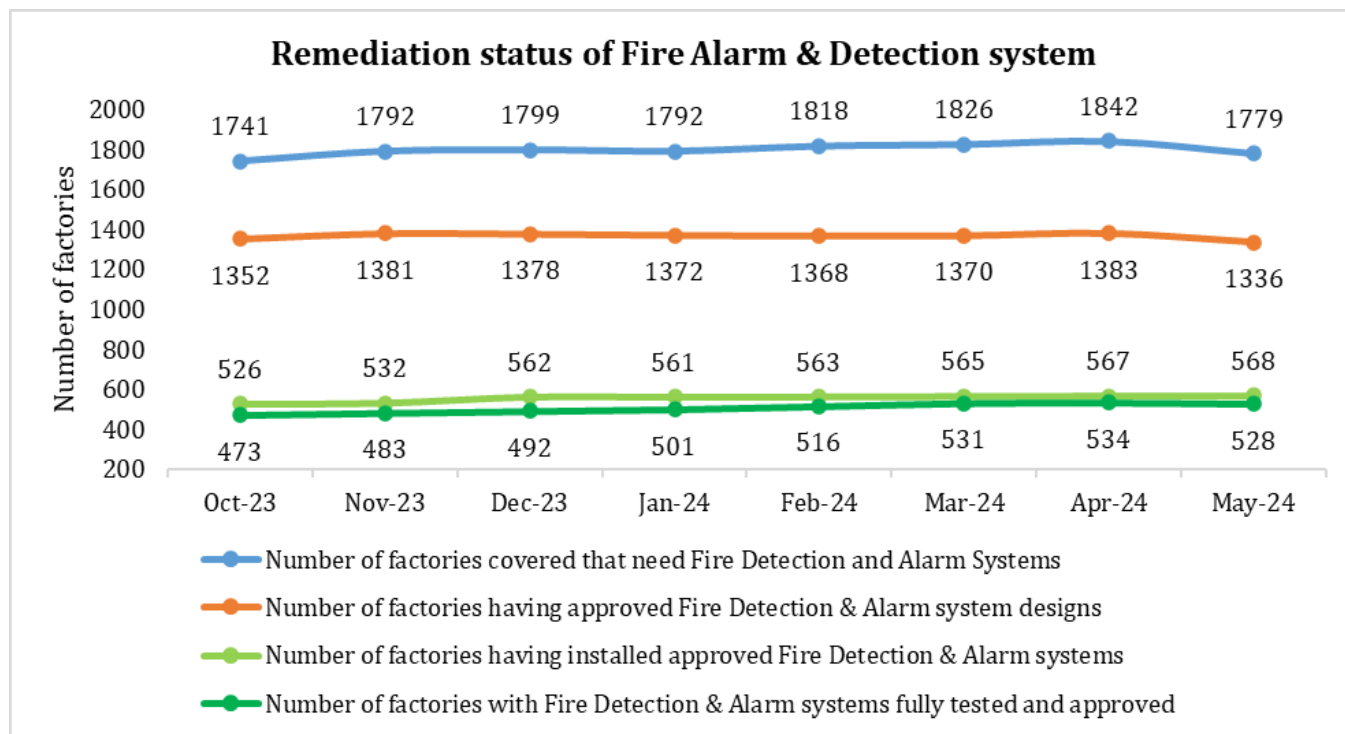 Remediation status of Fire Alarm & Detection system
Number of factories
2000
1800
1600
1400
1200
1000
800
600
400
200
1741 1792 1799 1792 1818 1826 1842 1779
1352 1381 1378 1372 1368 1370 1383 1336
526 532 562 561 563 565 567 568
473 483 492 501 516 531 534 528
Oct-23 Nov-23 Dec-23 Jan-24 Feb-24 Mar-24 Apr-24 May-24
Number of factories covered that need Fire Detection and Alarm Systems
Number of factories having approved Fire Detection & Alarm system designs
Number of factories having installed approved Fire Detection & Alarm systems
Number of factories with Fire Detection & Alarm systems fully tested and approved